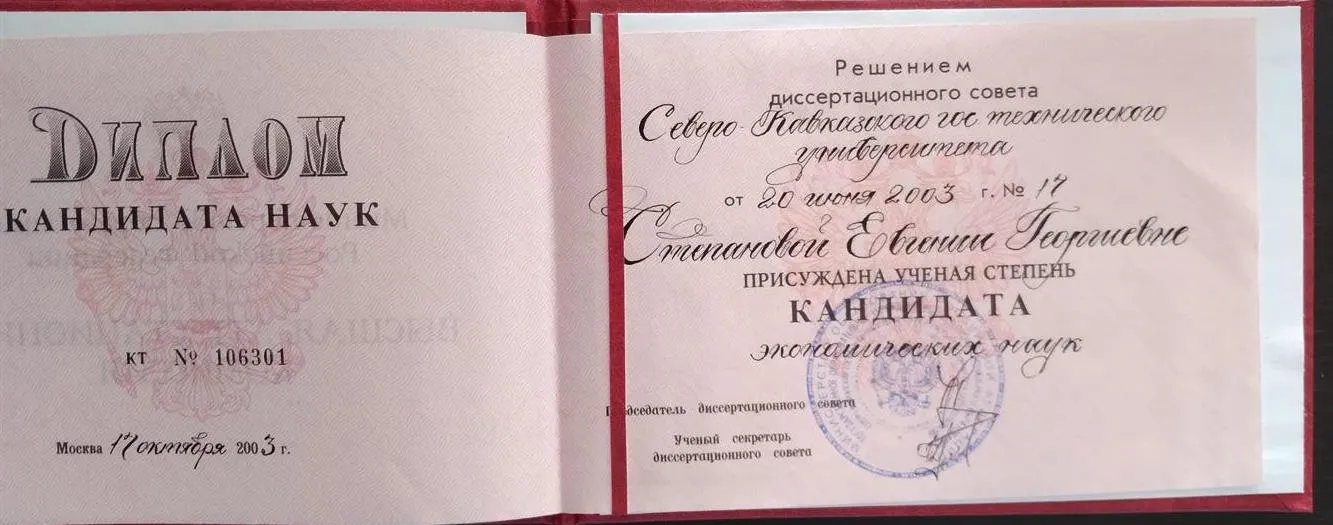 ДИПЛОМ
КАНДИДАТА НАУК
КТ № 106301
Москва 17 октября 2003 г.
Решением
диссертационного совета
Северо-Кавказского гос. технического
университета
от 20 июня 2003 г. № 17
Степановой Евгении Георгиевне
ПРИСУЖДЕНА УЧЕНАЯ СТЕПЕНЬ
КАНДИДАТА
экономических наук
Председатель диссертационного совета
Ученый секретарь
диссертационного совета